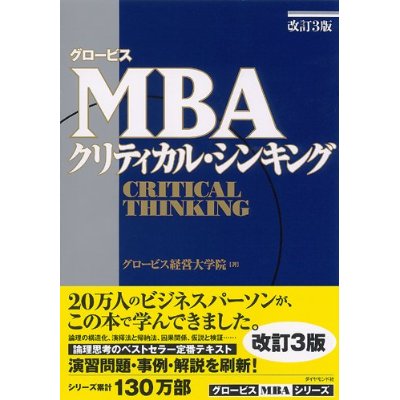 改訂3版
グロービス
MBA
クリティカル・シンキング
CRITICAL
THINKING
グロービス経営大学院 [著]
20万人のビジネスパーソンが、
この本で学んできました。
論理の構造化、演繹法と帰納法、因果関係、仮説と検証……
論理思考のベストセラー定番テキスト
改訂3版
演習問題・事例・解説を刷新!
ダイヤモンド社
シリーズ累計130万部
グロービスMBAシリーズ